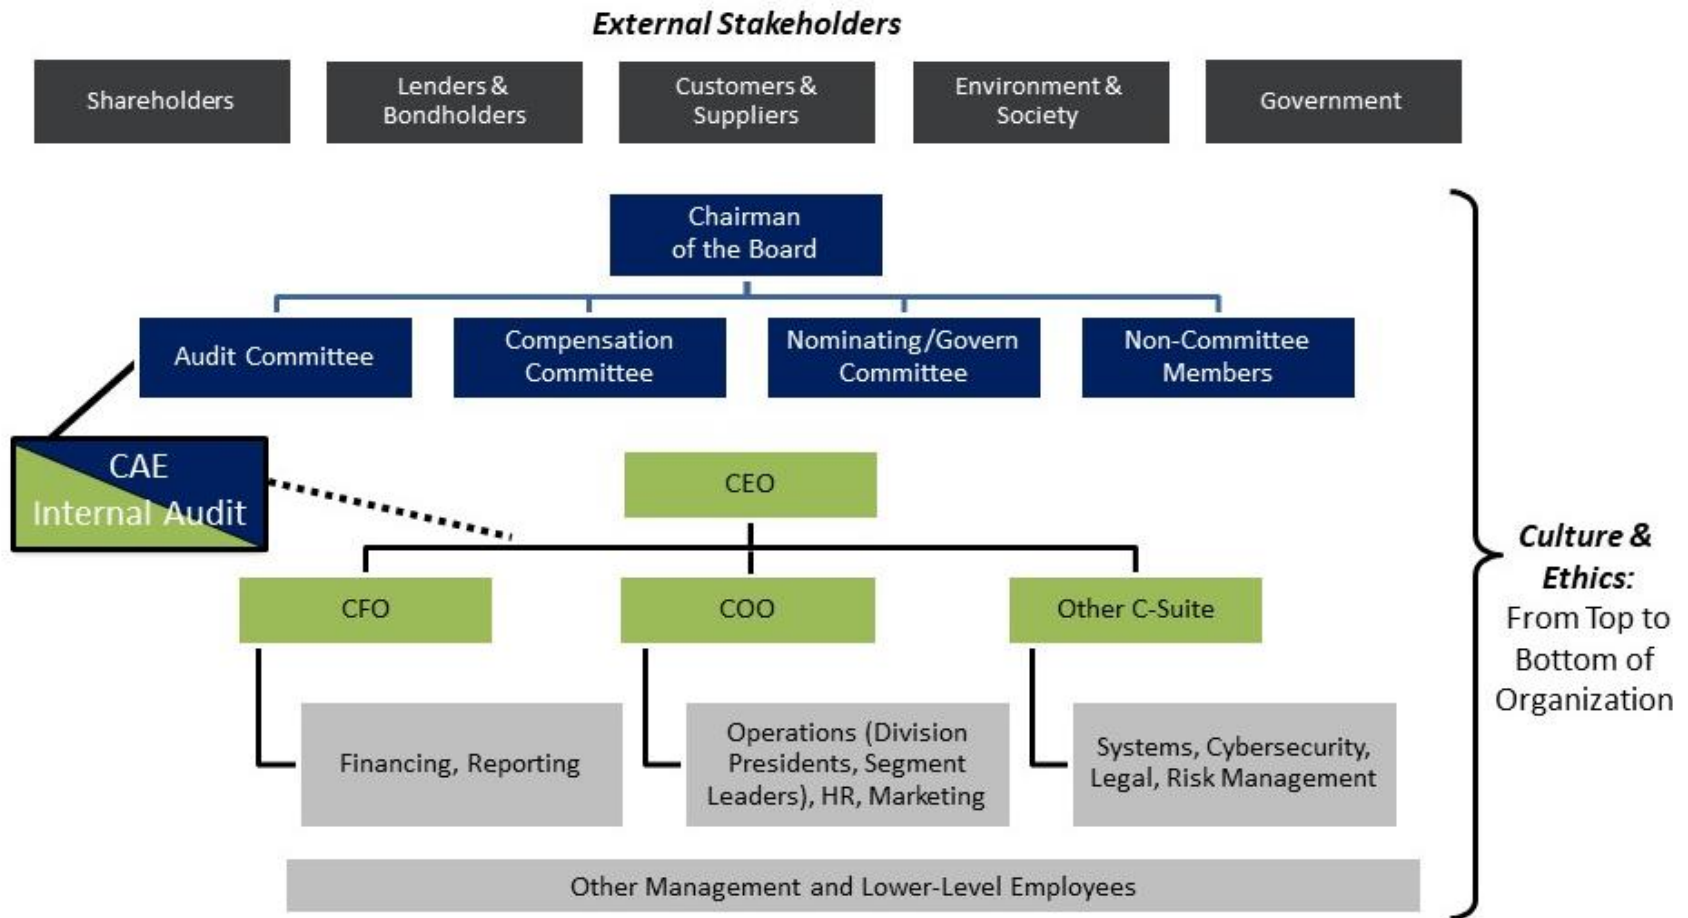 External Stakeholders
Shareholders
Lenders &
Bondholders
Customers &
Suppliers
Environment &
Society
Government
Chairman
of the Board
Audit Committee
Compensation
Committee
Nominating/Govern
Committee
Non-Committee
Members
CAE
Internal Audit
CEO
CFO
COO
Other C-Suite
Financing, Reporting
Operations (Division
Presidents, Segment
Leaders), HR, Marketing
Systems, Cybersecurity,
Legal, Risk Management
Other Management and Lower-Level Employees
Culture &
Ethics:
From Top to
Bottom of
Organization